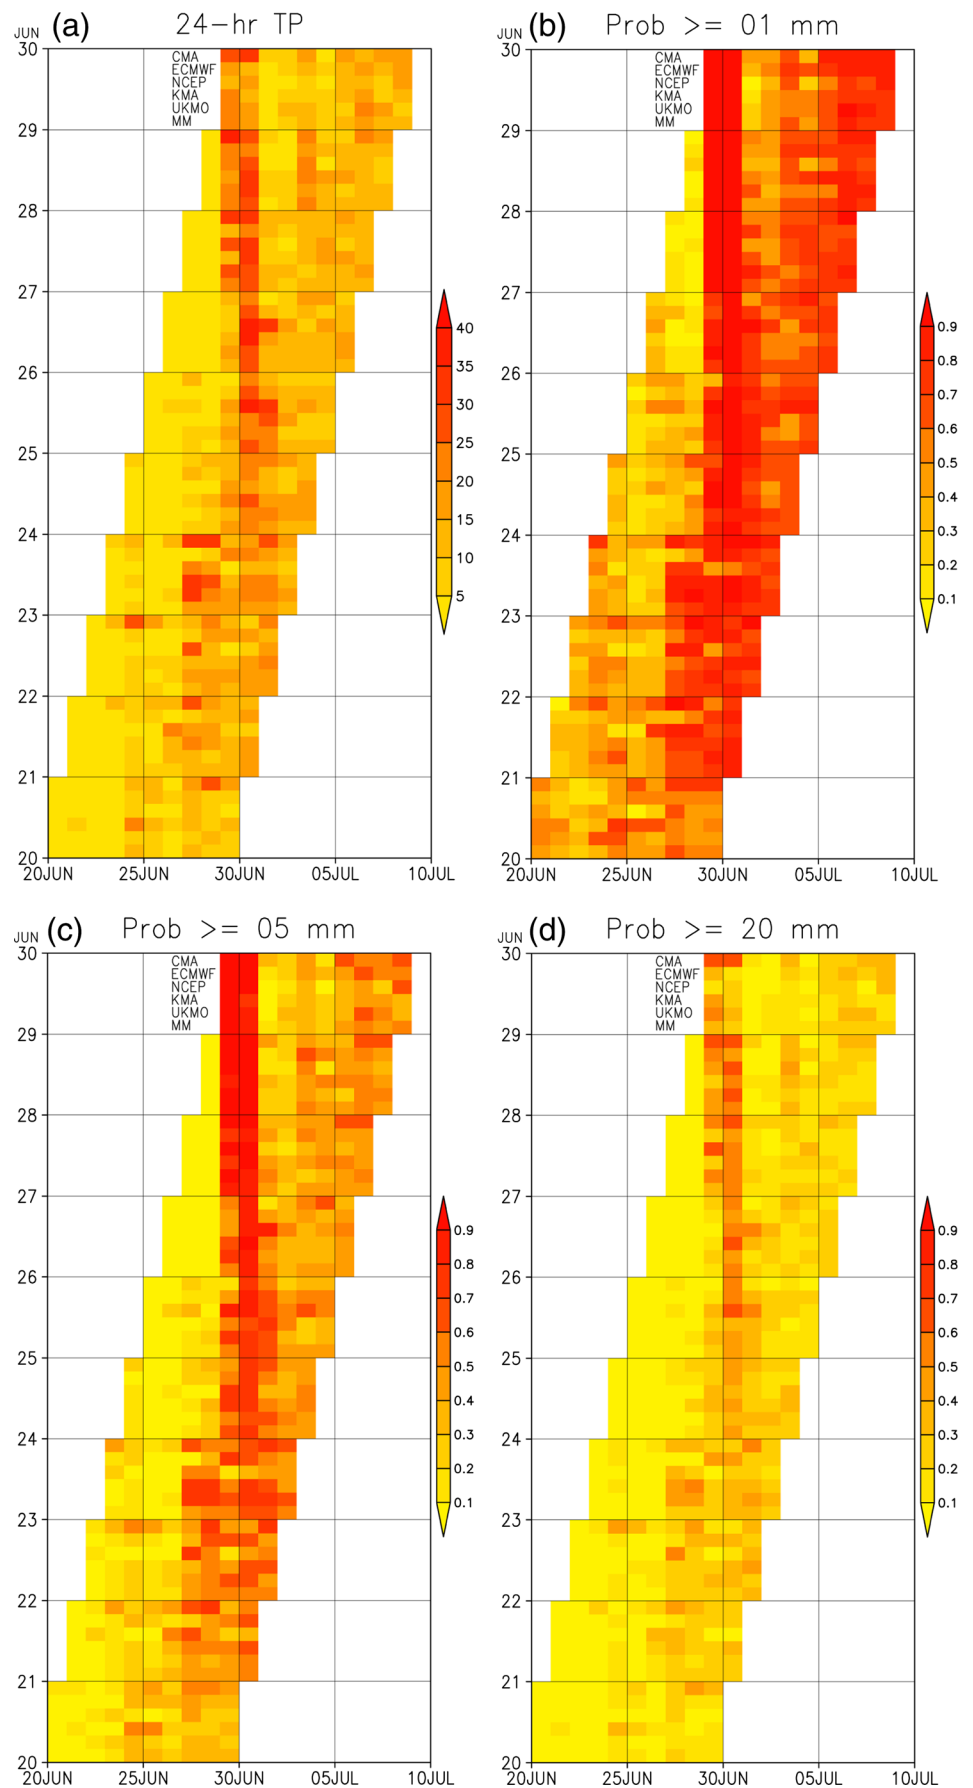 (a) 24-hr TP
JUN
30
CMA
ECMWF
NCEP
KMA
UKMO
MM
29
28
27
26
25
24
23
22
21
20
20JUN 25JUN 30JUN 05JUL 10JUL
40
35
30
25
20
15
10
5
(b) Prob >= 01 mm
JUN
30
CMA
ECMWF
NCEP
KMA
UKMO
MM
29
28
27
26
25
24
23
22
21
20
20JUN 25JUN 30JUN 05JUL 10JUL
0.9
0.8
0.7
0.6
0.5
0.4
0.3
0.2
0.1
(c) Prob >= 05 mm
JUN
30
CMA
ECMWF
NCEP
KMA
UKMO
MM
29
28
27
26
25
24
23
22
21
20
20JUN 25JUN 30JUN 05JUL 10JUL
0.9
0.8
0.7
0.6
0.5
0.4
0.3
0.2
0.1
(d) Prob >= 20 mm
JUN
30
CMA
ECMWF
NCEP
KMA
UKMO
MM
29
28
27
26
25
24
23
22
21
20
20JUN 25JUN 30JUN 05JUL 10JUL
0.9
0.8
0.7
0.6
0.5
0.4
0.3
0.2
0.1